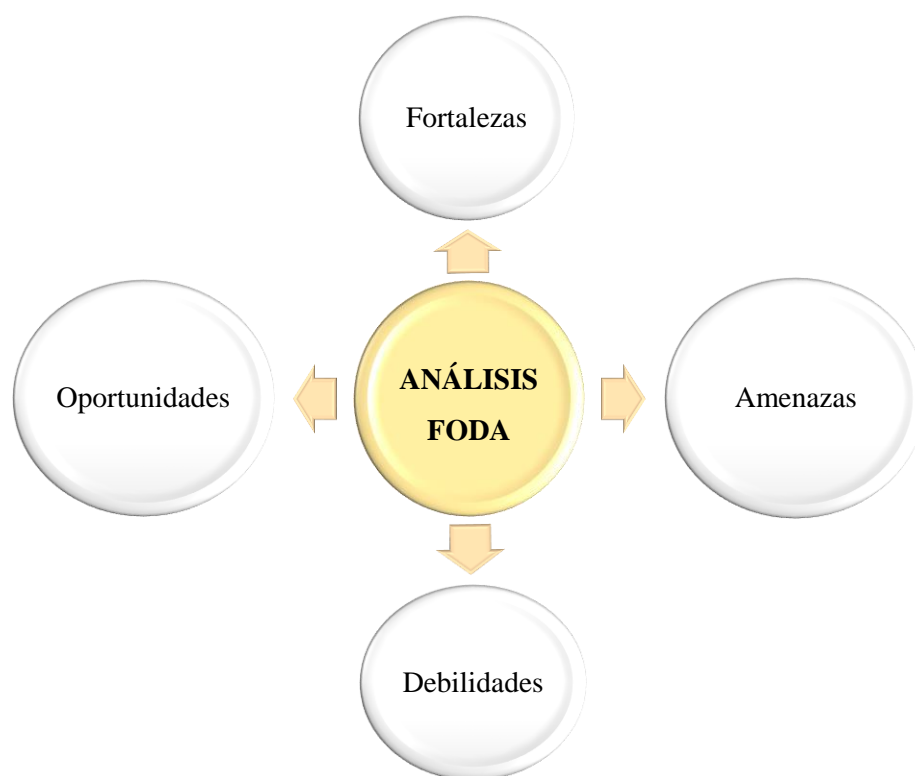 Fortalezas
Oportunidades
ANÁLISIS
FODA
Amenazas
Debilidades